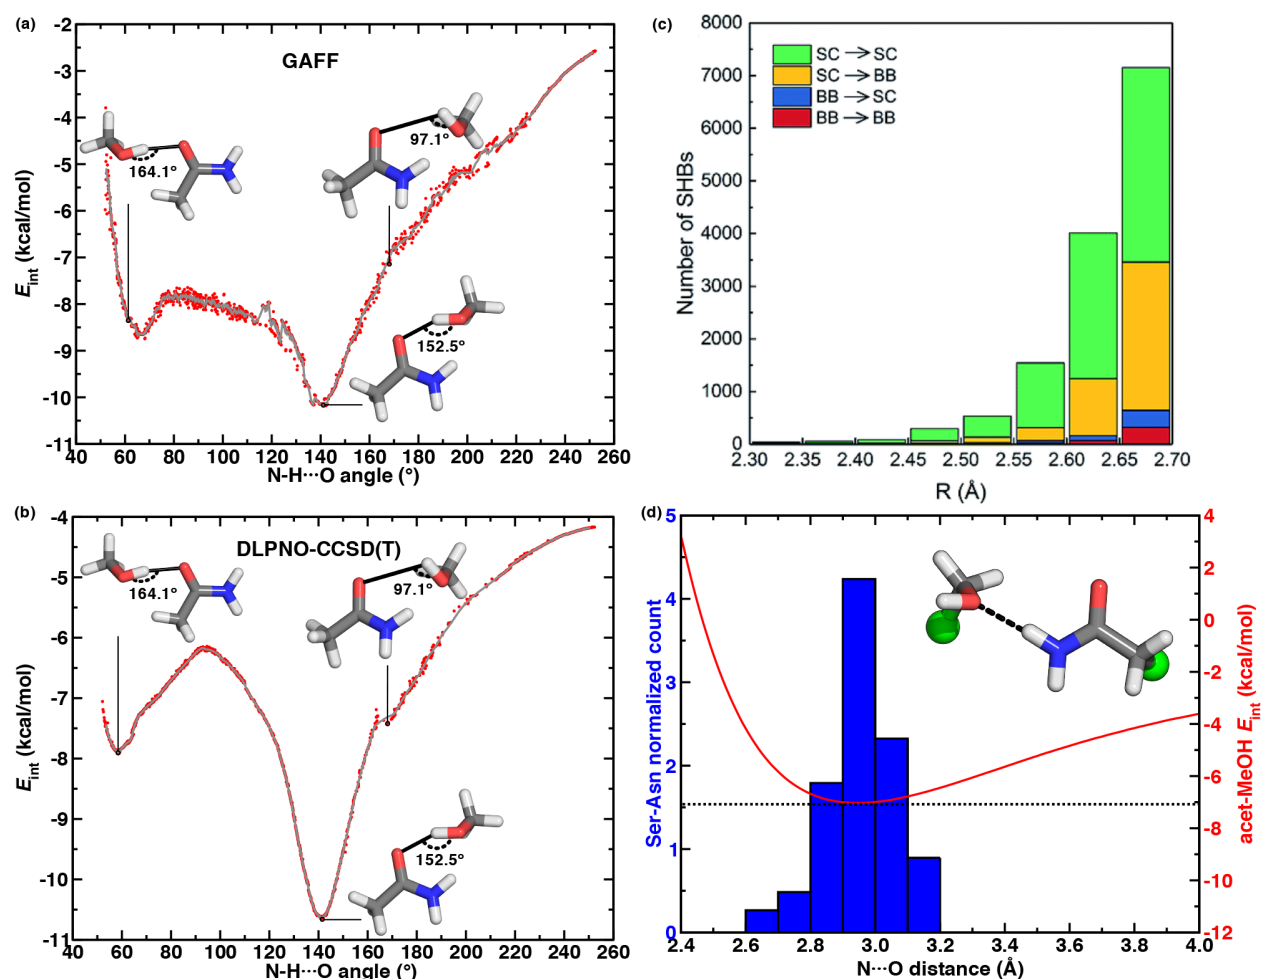 (a)
GAFF
-2
-3
-4
-5
-6
-7
-8
-9
-10
-11
E_int (kcal/mol)
164.1°
97.1°
152.5°
40 60 80 100 120 140 160 180 200 220 240 260
N-H···O angle (°)
(c)
SC → SC
SC → BB
BB → SC
BB → BB
8000
7000
6000
5000
4000
3000
2000
1000
0
Number of SHBs
2.30 2.35 2.40 2.45 2.50 2.55 2.60 2.65 2.70
R (Å)
(b)
DLPNO-CCSD(T)
-4
-5
-6
-7
-8
-9
-10
-11
E_int (kcal/mol)
164.1°
97.1°
152.5°
40 60 80 100 120 140 160 180 200 220 240 260
N-H···O angle (°)
(d)
5
4
3
2
1
0
Ser-Asn normalized count
4
2
0
-2
-4
-6
-8
-10
-12
acet-MeOH E_int (kcal/mol)
2.4 2.6 2.8 3.0 3.2 3.4 3.6 3.8 4.0
N···O distance (Å)